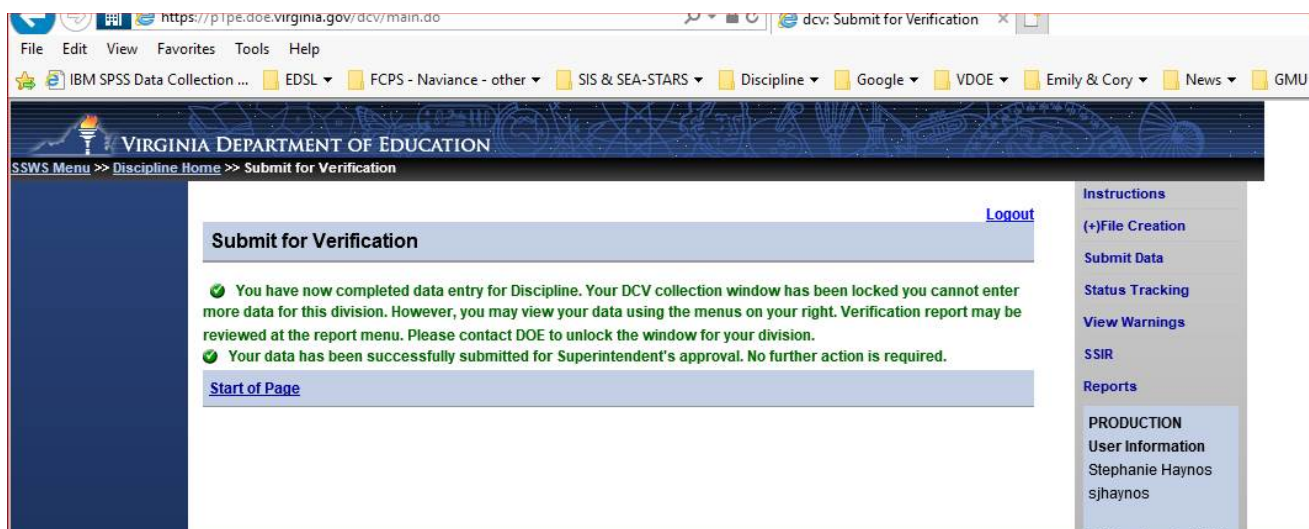 https://p1pe.doe.virginia.gov/dcv/main.do
dcv: Submit for Verification
File Edit View Favorites Tools Help
IBM SPSS Data Collection ... EDSL FCPS - Naviance - other SIS & SEA-STARS Discipline Google VDOE Emily & Cory News GMU
VIRGINIA DEPARTMENT OF EDUCATION
SSWS Menu >> Discipline Home >> Submit for Verification
Logout
Submit for Verification
You have now completed data entry for Discipline. Your DCV collection window has been locked you cannot enter
more data for this division. However, you may view your data using the menus on your right. Verification report may be
reviewed at the report menu. Please contact DOE to unlock the window for your division.
Your data has been successfully submitted for Superintendent's approval. No further action is required.
Start of Page
Instructions
(+)File Creation
Submit Data
Status Tracking
View Warnings
SSIR
Reports
PRODUCTION
User Information
Stephanie Haynos
sjhaynos